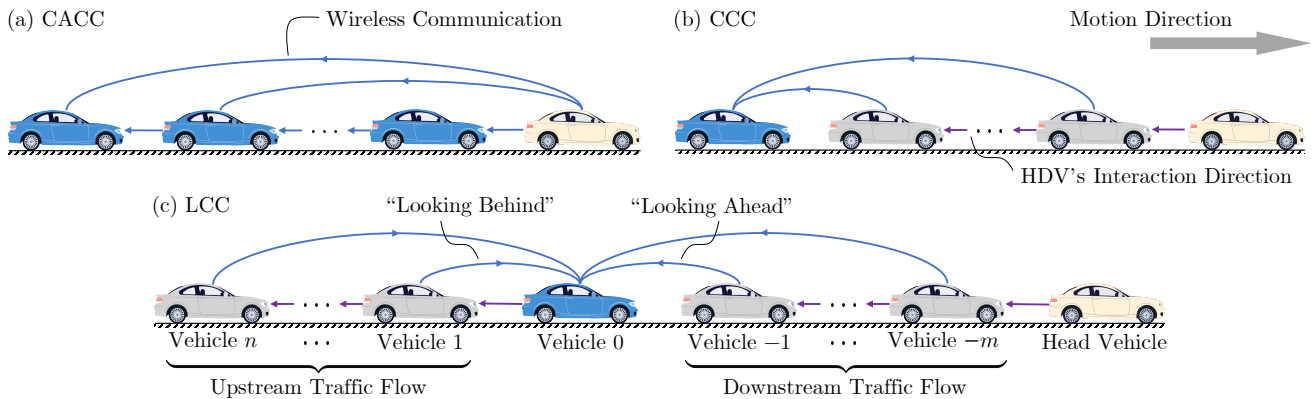 (a) CACC
Wireless Communication
(b) CCC
Motion Direction
HDV's Interaction Direction
(c) LCC
“Looking Behind”
“Looking Ahead”
Vehicle n
Vehicle 1
Vehicle 0
Vehicle −1
Vehicle −m
Head Vehicle
Upstream Traffic Flow
Downstream Traffic Flow